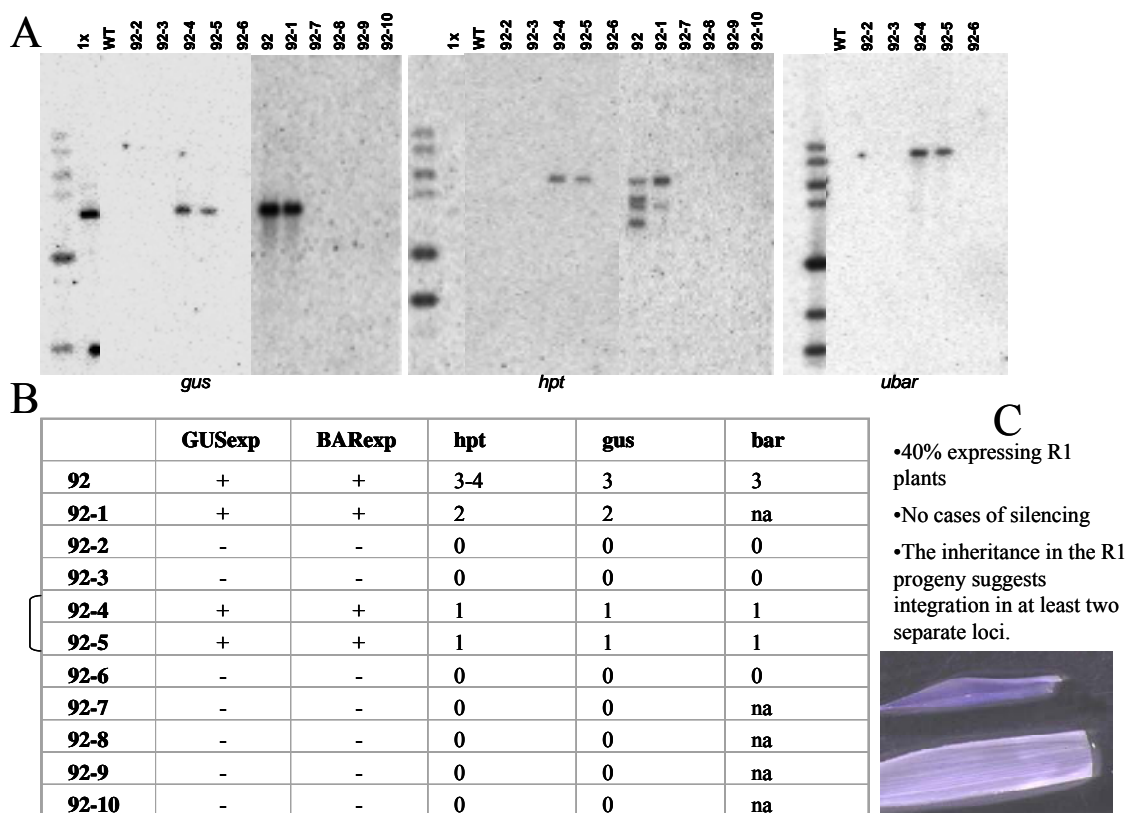 A
1x WT 92-2 92-3 92-4 92-5 92-6 92 92-1 92-7 92-8 92-9 92-10
1x WT 92-2 92-3 92-4 92-5 92-6 92 92-1 92-7 92-8 92-9 92-10
WT 92-2 92-3 92-4 92-5 92-6
gus hpt ubar
B
GUSexp BARexp hpt gus bar
92 + + 3-4 3 3
92-1 + + 2 2 na
92-2 - - 0 0 0
92-3 - - 0 0 0
92-4 + + 1 1 1
92-5 + + 1 1 1
92-6 - - 0 0 0
92-7 - - 0 0 na
92-8 - - 0 0 na
92-9 - - 0 0 na
92-10 - - 0 0 na
C
•40% expressing R1
plants
•No cases of silencing
•The inheritance in the R1
progeny suggests
integration in at least two
separate loci.